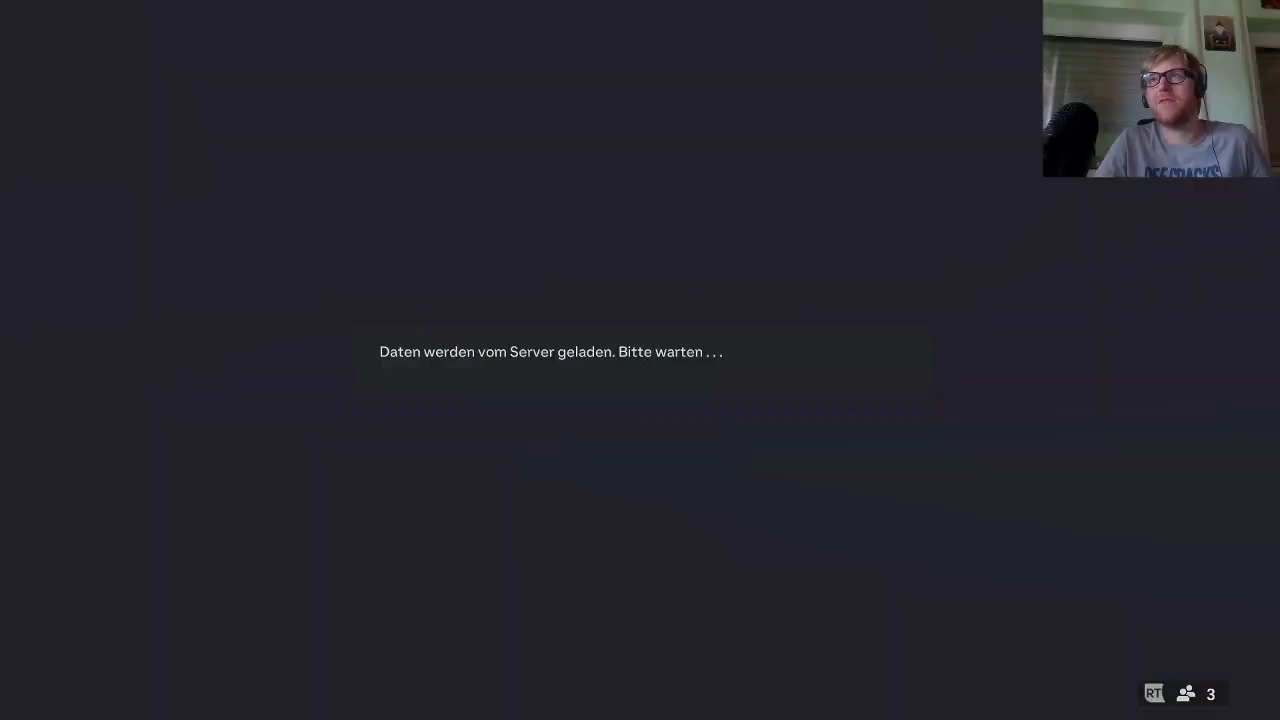 Daten werden vom Server geladen. Bitte warten . . .
RT 3